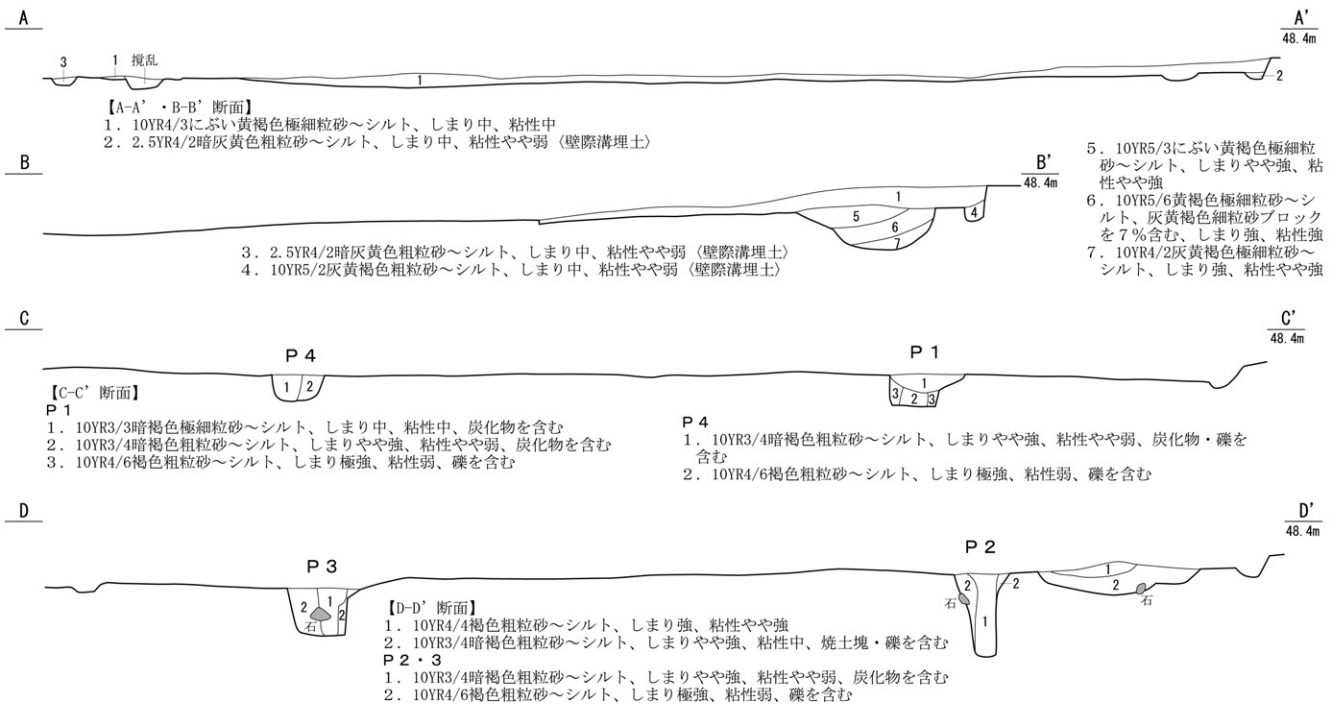 A
A'
48.4m
3
1
撹乱
1
2
【A-A'・B-B'断面】
1．10YR4/3にぶい黄褐色極細粒砂～シルト、しまり中、粘性中
2．2.5YR4/2暗灰黄色粗粒砂～シルト、しまり中、粘性やや弱〈壁際溝埋土〉
B
B'
48.4m
1
5
6
7
4
3．2.5YR4/2暗灰黄色粗粒砂～シルト、しまり中、粘性やや弱〈壁際溝埋土〉
4．10YR5/2灰黄褐色粗粒砂～シルト、しまり中、粘性やや弱〈壁際溝埋土〉
5．10YR5/3にぶい黄褐色極細粒
砂～シルト、しまりやや強、粘
性やや強
6．10YR5/6黄褐色極細粒砂～シ
ルト、灰黄褐色細粒砂ブロック
を７％含む、しまり強、粘性強
7．10YR4/2灰黄褐色極細粒砂～
シルト、しまり強、粘性やや強
C
C'
48.4m
P 4
1
2
P 1
1
3
2
3
【C-C'断面】
P 1
1．10YR3/3暗褐色極細粒砂～シルト、しまり中、粘性中、炭化物を含む
2．10YR3/4暗褐色粗粒砂～シルト、しまりやや強、粘性やや弱、炭化物を含む
3．10YR4/6褐色粗粒砂～シルト、しまり極強、粘性弱、礫を含む
P 4
1．10YR3/4暗褐色粗粒砂～シルト、しまりやや強、粘性やや弱、炭化物・礫を
含む
2．10YR4/6褐色粗粒砂～シルト、しまり極強、粘性弱、礫を含む
D
D'
48.4m
P 3
2
1
2
石
P 2
2
2
1
石
1
2
石
【D-D'断面】
1．10YR4/4褐色粗粒砂～シルト、しまり強、粘性やや強
2．10YR3/4暗褐色粗粒砂～シルト、しまりやや強、粘性中、焼土塊・礫を含む
P 2・3
1．10YR3/4暗褐色粗粒砂～シルト、しまりやや強、粘性やや弱、炭化物を含む
2．10YR4/6褐色粗粒砂～シルト、しまり極強、粘性弱、礫を含む